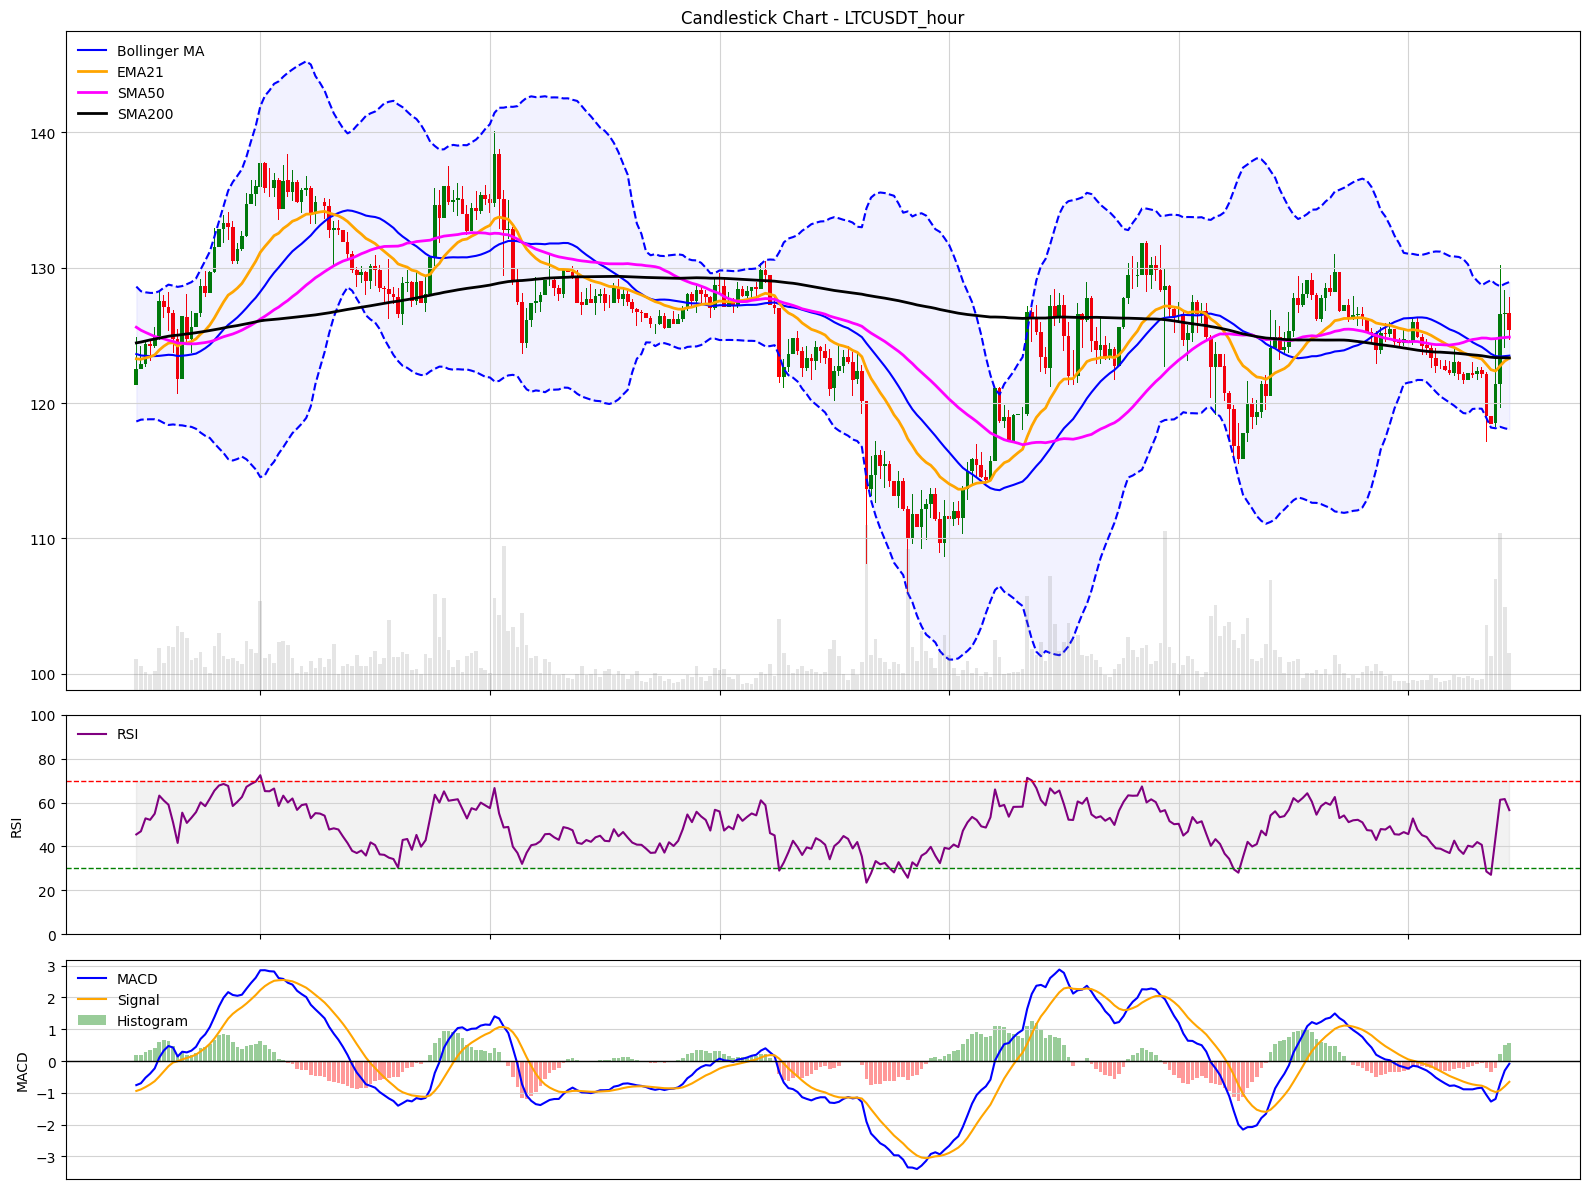 Candlestick Chart - LTCUSDT_hour
Bollinger MA
EMA21
SMA50
SMA200
140
130
120
110
100
RSI
100
80
60
40
20
0
RSI
MACD
Signal
Histogram
3
2
1
0
−1
−2
−3
MACD